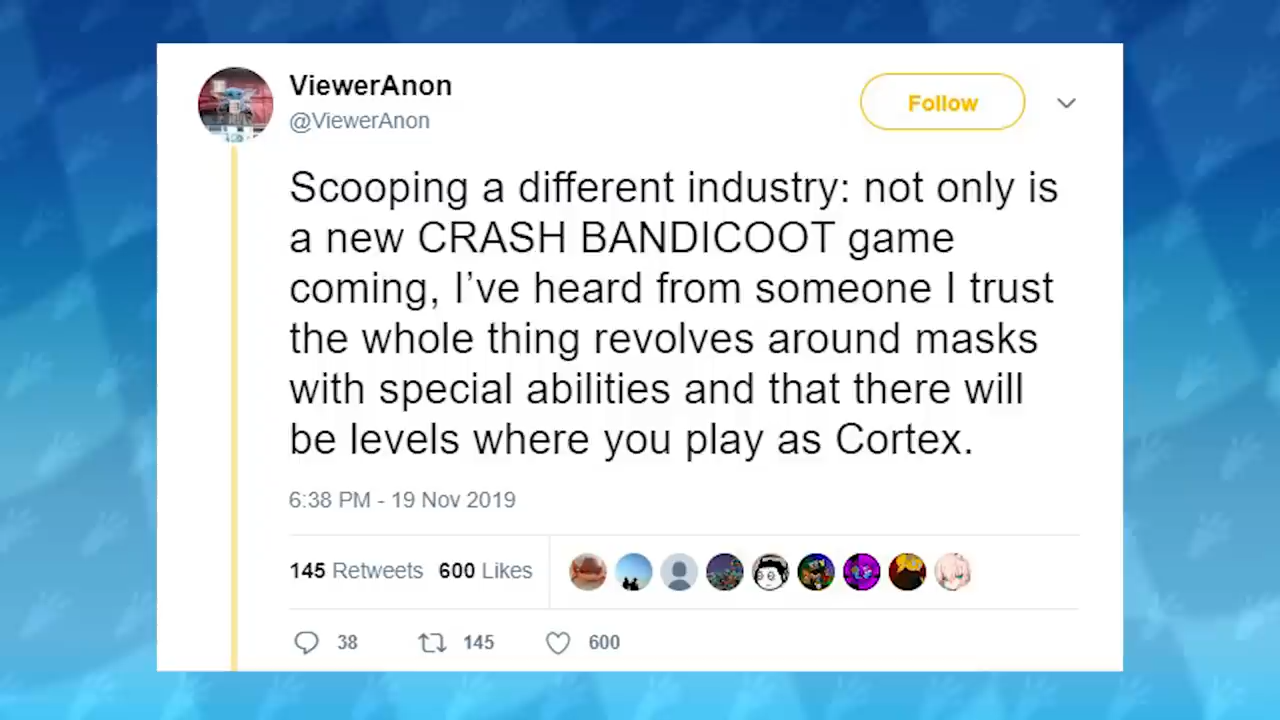 ViewerAnon
@ViewerAnon
Follow
Scooping a different industry: not only is
a new CRASH BANDICOOT game
coming, I’ve heard from someone I trust
the whole thing revolves around masks
with special abilities and that there will
be levels where you play as Cortex.
6:38 PM - 19 Nov 2019
145 Retweets 600 Likes
38 145 600